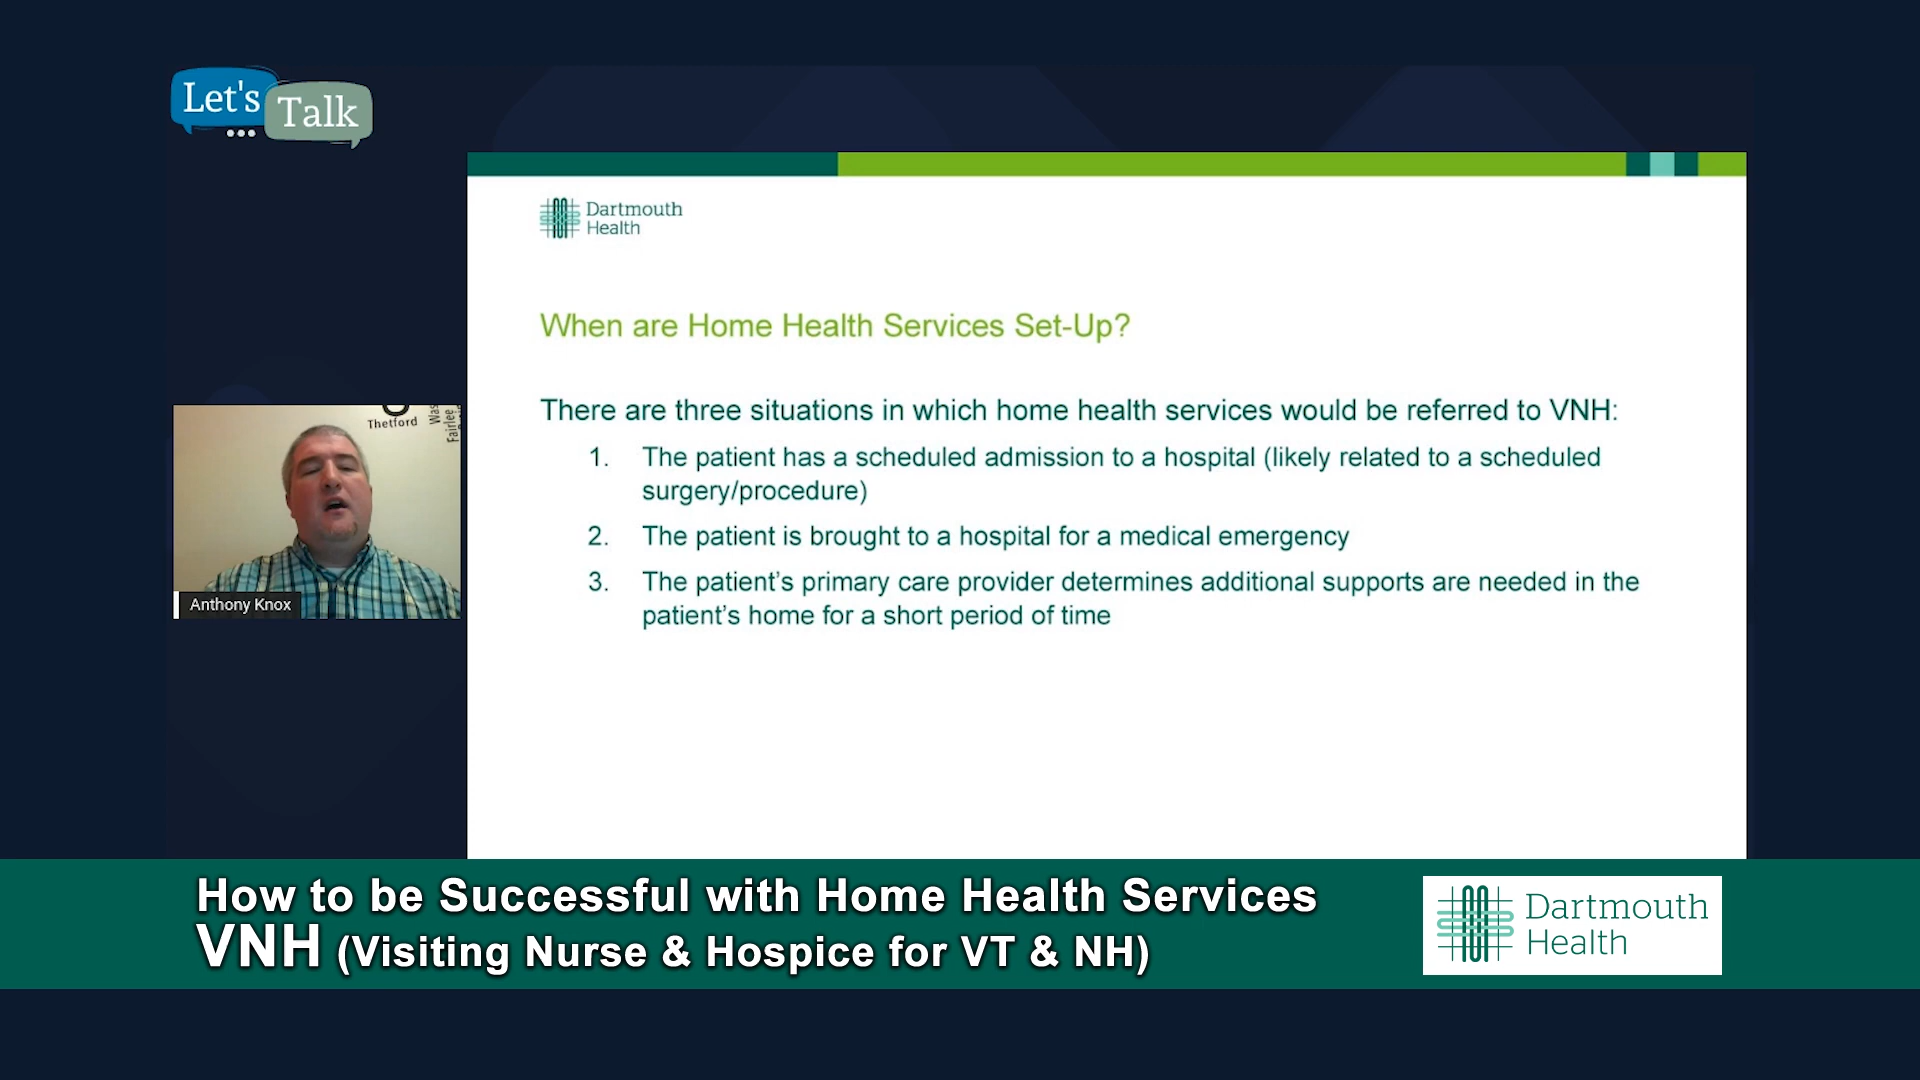 Let's
Talk
Dartmouth
Health
When are Home Health Services Set-Up?
There are three situations in which home health services would be referred to VNH:
1. The patient has a scheduled admission to a hospital (likely related to a scheduled
surgery/procedure)
2. The patient is brought to a hospital for a medical emergency
3. The patient's primary care provider determines additional supports are needed in the
patient's home for a short period of time
Thetford
Fairlee
Anthony Knox
How to be Successful with Home Health Services
VNH (Visiting Nurse & Hospice for VT & NH)
Dartmouth
Health